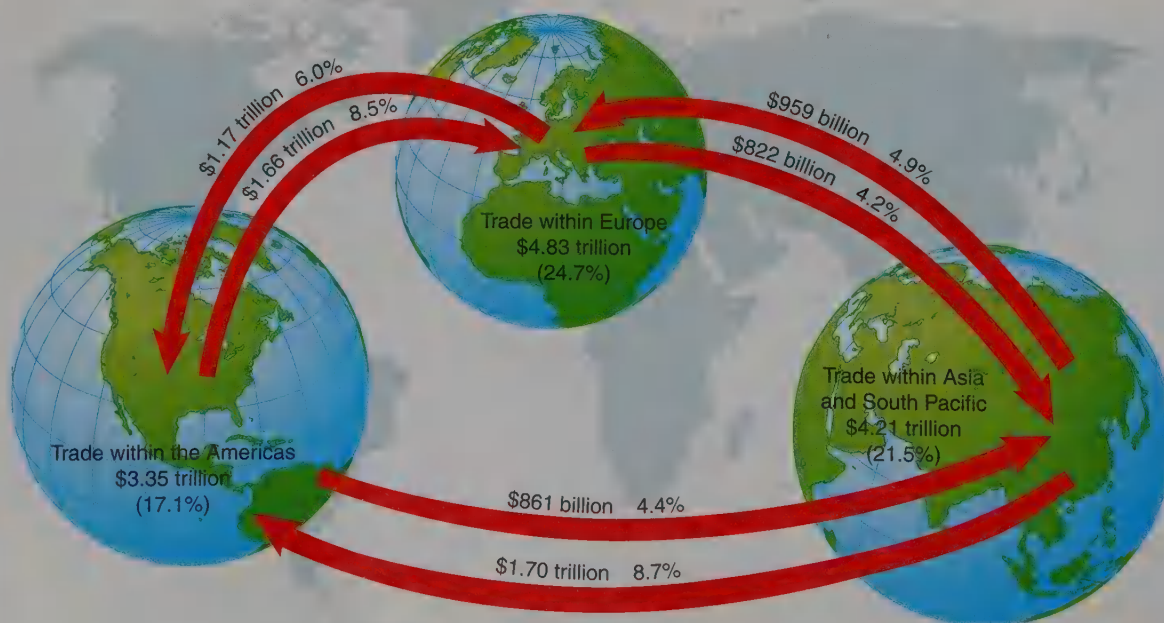 $1.17 trillion 6.0%
$1.66 trillion 8.5%
$959 billion 4.9%
$822 billion 4.2%
Trade within Europe
$4.83 trillion
(24.7%)
Trade within the Americas
$3.35 trillion
(17.1%)
Trade within Asia
and South Pacific
$4.21 trillion
(21.5%)
$861 billion 4.4%
$1.70 trillion 8.7%